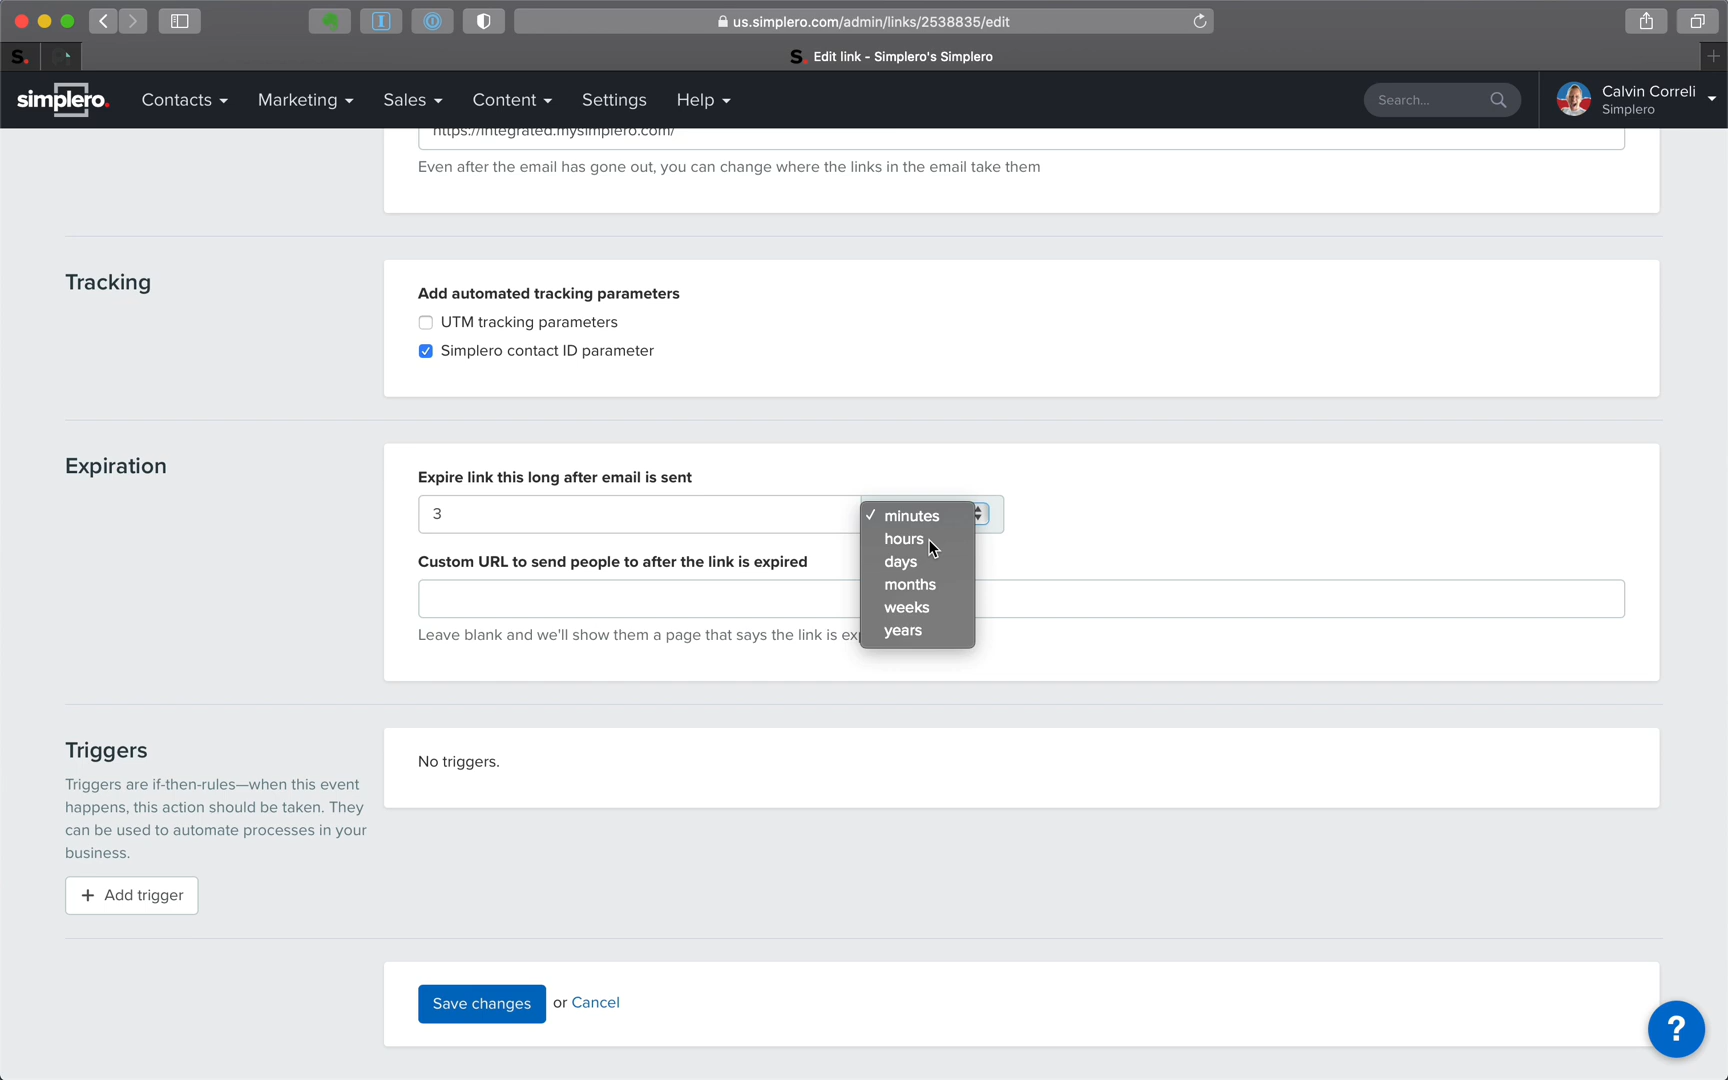 us.simplero.com/admin/links/2538835/edit
S.
S. Edit link - Simplero's Simplero
simplero.
Contacts
Marketing
Sales
Content
Settings
Help
Search...
Calvin Correli
Simplero
https://integrated.mysimplero.com/
Even after the email has gone out, you can change where the links in the email take them
Tracking
Add automated tracking parameters
UTM tracking parameters
Simplero contact ID parameter
Expiration
Expire link this long after email is sent
3
✓ minutes
hours
days
months
weeks
years
Custom URL to send people to after the link is expired
Leave blank and we'll show them a page that says the link is
Triggers
Triggers are if-then-rules—when this event
happens, this action should be taken. They
can be used to automate processes in your
business.
+ Add trigger
No triggers.
Save changes or Cancel
?